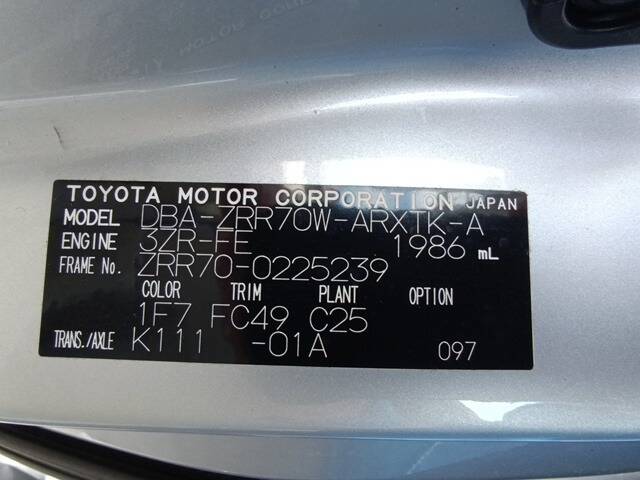 TOYOTA MOTOR CORPORATION JAPAN
MODEL DBA-ZRR70W-ARXTK-A
ENGINE 3ZR-FE 1986 mL
FRAME No. ZRR70-0225239
COLOR TRIM PLANT OPTION
1F7 FC49 C25
TRANS./AXLE K111 -01A 097